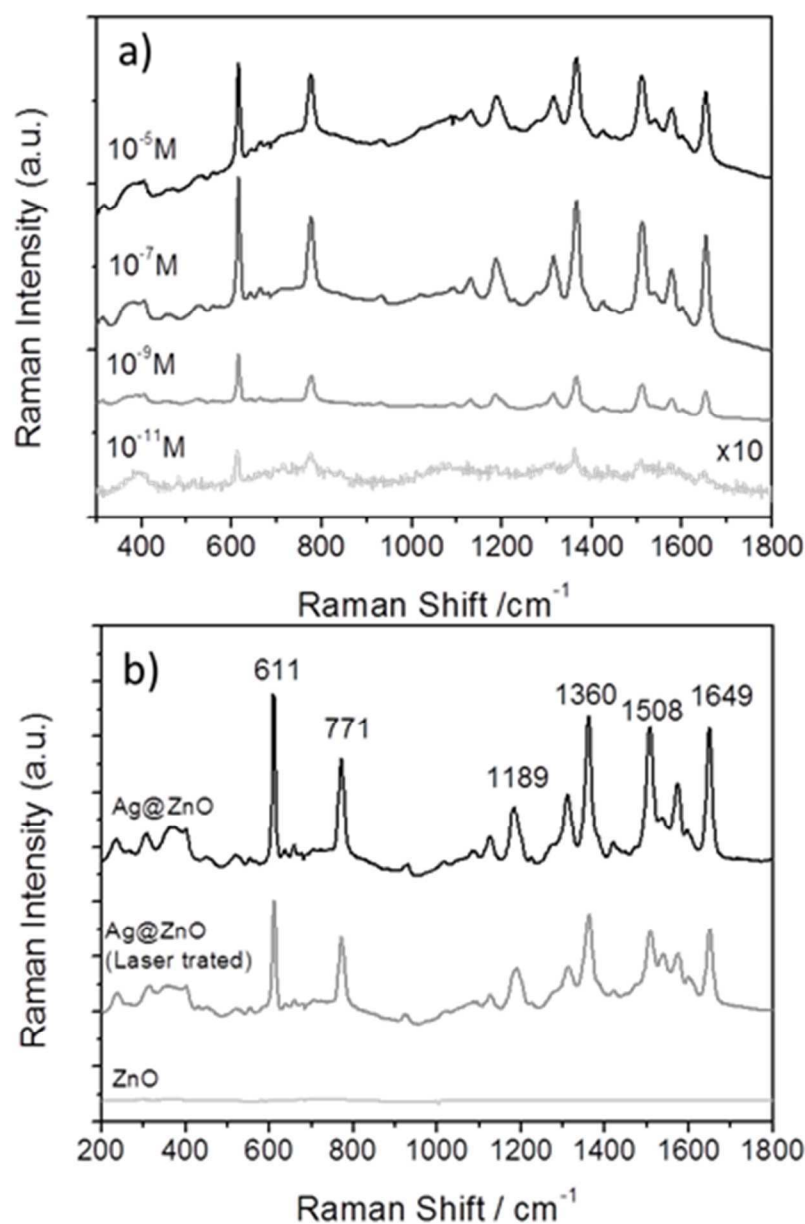 a)
Raman Intensity (a.u.)
10⁻⁵M
10⁻⁷M
10⁻⁹M
10⁻¹¹M
x10
400 600 800 1000 1200 1400 1600 1800
Raman Shift /cm⁻¹
b)
Raman Intensity (a.u.)
611
771
1189
1360
1508
1649
Ag@ZnO
Ag@ZnO
(Laser trated)
ZnO
200 400 600 800 1000 1200 1400 1600 1800
Raman Shift / cm⁻¹